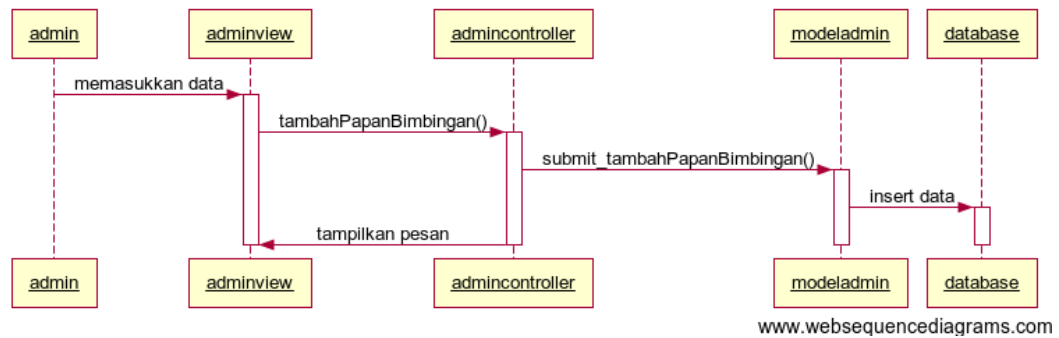 admin
adminview
admincontroller
modeladmin
database
memasukkan data
tambahPapanBimbingan()
submit_tambahPapanBimbingan()
insert data
tampilkan pesan
admin
adminview
admincontroller
modeladmin
database
www.websequencediagrams.com